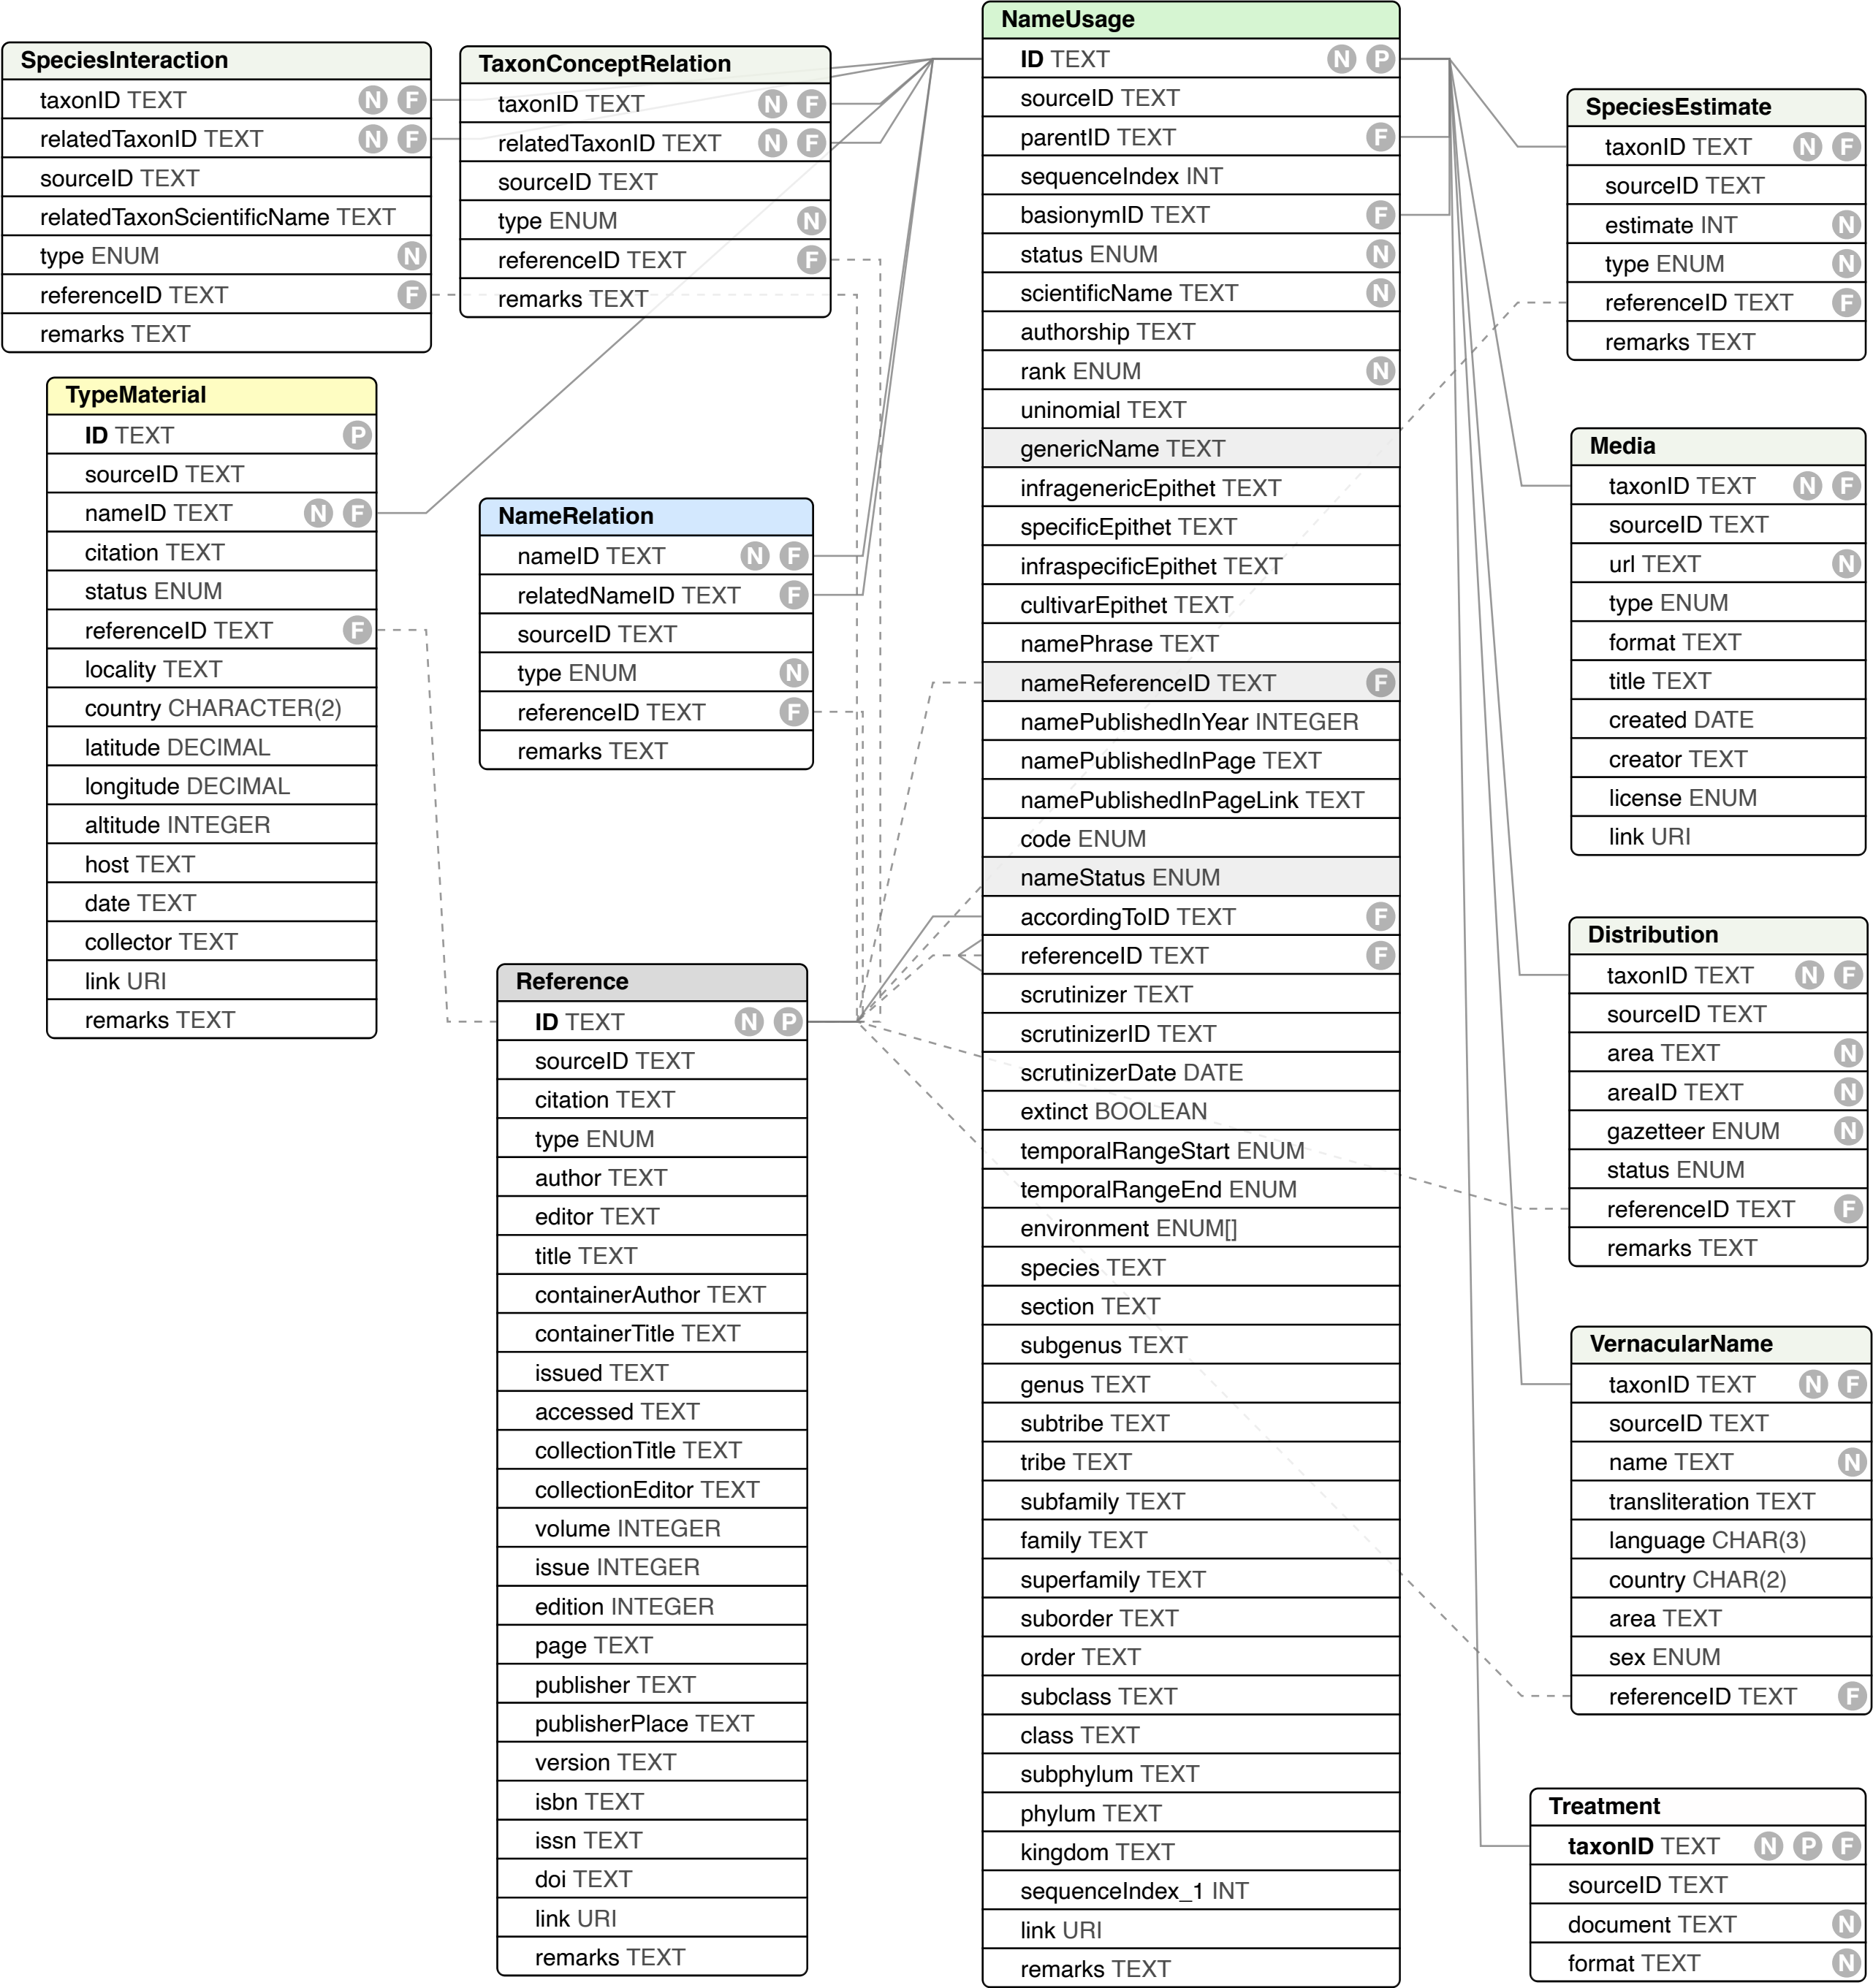 SpeciesInteraction
taxonID TEXT N F
relatedTaxonID TEXT N F
sourceID TEXT
relatedTaxonScientificName TEXT
type ENUM N
referenceID TEXT F
remarks TEXT
TaxonConceptRelation
taxonID TEXT N F
relatedTaxonID TEXT N F
sourceID TEXT
type ENUM N
referenceID TEXT F
remarks TEXT
TypeMaterial
ID TEXT P
sourceID TEXT
nameID TEXT N F
citation TEXT
status ENUM
referenceID TEXT F
locality TEXT
country CHARACTER(2)
latitude DECIMAL
longitude DECIMAL
altitude INTEGER
host TEXT
date TEXT
collector TEXT
link URI
remarks TEXT
NameRelation
nameID TEXT N F
relatedNameID TEXT F
sourceID TEXT
type ENUM N
referenceID TEXT F
remarks TEXT
Reference
ID TEXT N P
sourceID TEXT
citation TEXT
type ENUM
author TEXT
editor TEXT
title TEXT
containerAuthor TEXT
containerTitle TEXT
issued TEXT
accessed TEXT
collectionTitle TEXT
collectionEditor TEXT
volume INTEGER
issue INTEGER
edition INTEGER
page TEXT
publisher TEXT
publisherPlace TEXT
version TEXT
isbn TEXT
issn TEXT
doi TEXT
link URI
remarks TEXT
NameUsage
ID TEXT N P
sourceID TEXT
parentID TEXT F
sequenceIndex INT
basionymID TEXT F
status ENUM N
scientificName TEXT N
authorship TEXT
rank ENUM N
uninomial TEXT
genericName TEXT
infragenericEpithet TEXT
specificEpithet TEXT
infraspecificEpithet TEXT
cultivarEpithet TEXT
namePhrase TEXT
nameReferenceID TEXT F
namePublishedInYear INTEGER
namePublishedInPage TEXT
namePublishedInPageLink TEXT
code ENUM
nameStatus ENUM
accordingToID TEXT F
referenceID TEXT F
scrutinizer TEXT
scrutinizerID TEXT
scrutinizerDate DATE
extinct BOOLEAN
temporalRangeStart ENUM
temporalRangeEnd ENUM
environment ENUM[]
species TEXT
section TEXT
subgenus TEXT
genus TEXT
subtribe TEXT
tribe TEXT
subfamily TEXT
family TEXT
superfamily TEXT
suborder TEXT
order TEXT
subclass TEXT
class TEXT
subphylum TEXT
phylum TEXT
kingdom TEXT
sequenceIndex_1 INT
link URI
remarks TEXT
SpeciesEstimate
taxonID TEXT N F
sourceID TEXT
estimate INT N
type ENUM N
referenceID TEXT F
remarks TEXT
Media
taxonID TEXT N F
sourceID TEXT
url TEXT N
type ENUM
format TEXT
title TEXT
created DATE
creator TEXT
license ENUM
link URI
Distribution
taxonID TEXT N F
sourceID TEXT
area TEXT N
areaID TEXT N
gazetteer ENUM N
status ENUM
referenceID TEXT F
remarks TEXT
VernacularName
taxonID TEXT N F
sourceID TEXT
name TEXT N
transliteration TEXT
language CHAR(3)
country CHAR(2)
area TEXT
sex ENUM
referenceID TEXT F
Treatment
taxonID TEXT N P F
sourceID TEXT
document TEXT N
format TEXT N